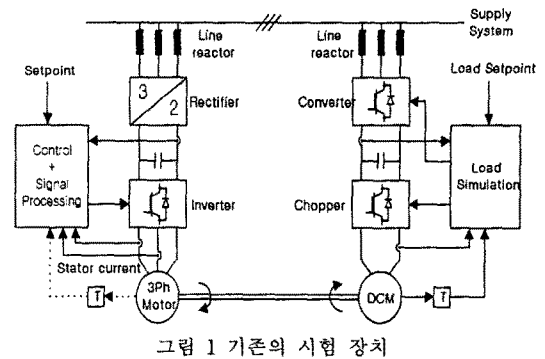 Supply
System
Line
reactor
Line
reactor
Setpoint
Load Setpoint
3
2
Rectifier
Converter
Control
+
Signal
Processing
Load
Simulation
Inverter
Chopper
Stator current
T
3Ph
Motor
DCM
T
그림 1 기존의 시험 장치